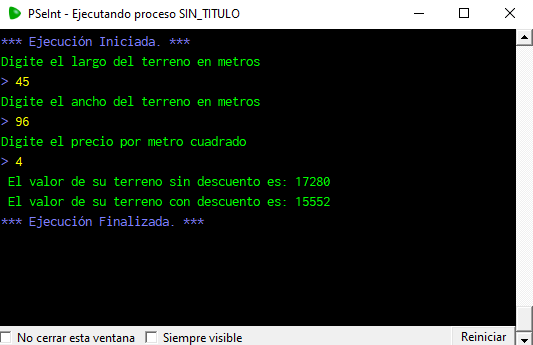 PSeInt - Ejecutando proceso SIN_TITULO
*** Ejecución Iniciada. ***
Digite el largo del terreno en metros
> 45
Digite el ancho del terreno en metros
> 96
Digite el precio por metro cuadrado
> 4
El valor de su terreno sin descuento es: 17280
El valor de su terreno con descuento es: 15552
*** Ejecución Finalizada. ***
No cerrar esta ventana Siempre visible Reiniciar